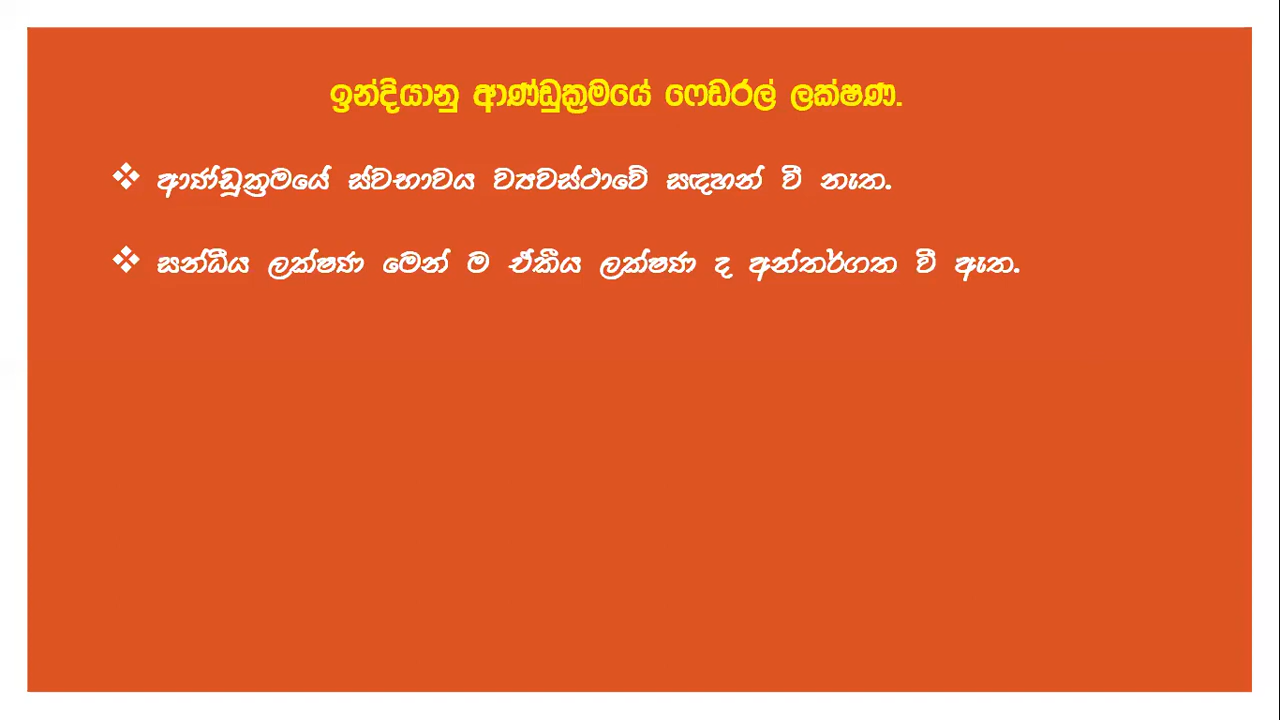 ඉන්දියානු ආණ්ඩුක්‍රමයේ ෆෙඩරල් ලක්ෂණ.
❖ ආණ්ඩූක්‍රමයේ ස්වභාවය ව්‍යවස්ථාවේ සඳහන් වී නැත.
❖ සන්ධීය ලක්ෂණ මෙන් ම ඒකීය ලක්ෂණ ද අන්තර්ගත වී ඇත.